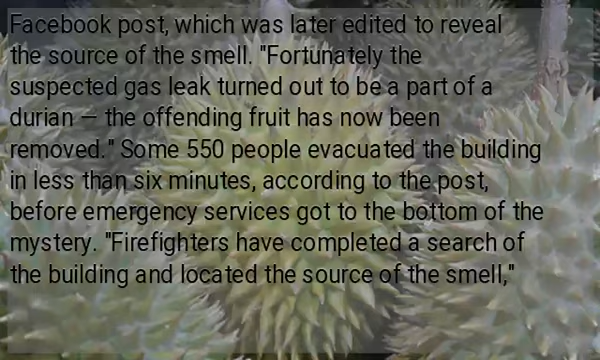 Facebook post, which was later edited to reveal
the source of the smell. "Fortunately the
suspected gas leak turned out to be a part of a
durian — the offending fruit has now been
removed." Some 550 people evacuated the building
in less than six minutes, according to the post,
before emergency services got to the bottom of the
mystery. "Firefighters have completed a search of
the building and located the source of the smell,"